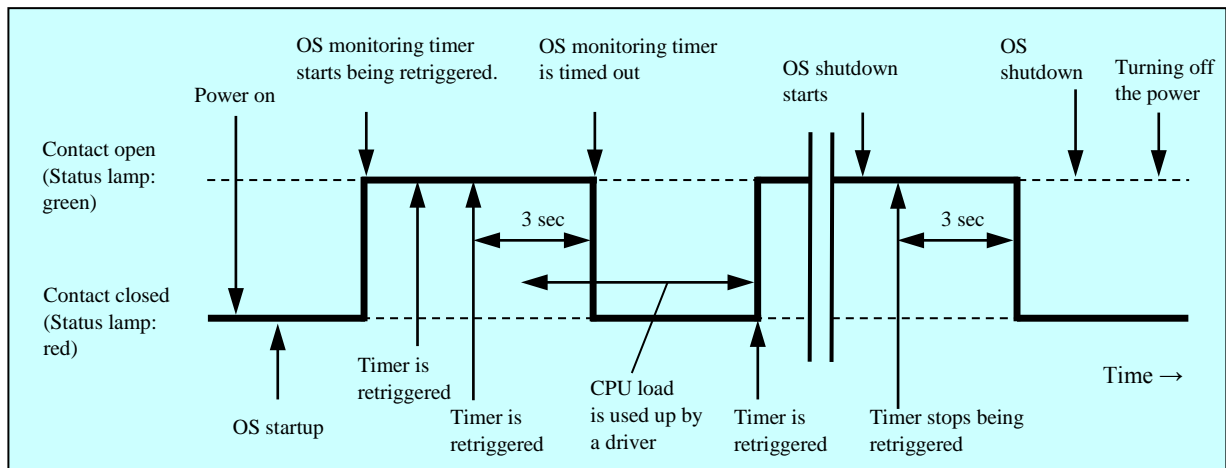 OS monitoring timer
starts being retriggered.
OS monitoring timer
is timed out
OS shutdown
starts
OS
shutdown
Turning off
the power
Power on
Contact open
(Status lamp:
green)
3 sec
3 sec
Contact closed
(Status lamp:
red)
Timer is
retriggered
OS startup
Timer is
retriggered
CPU load
is used up by
a driver
Timer is
retriggered
Timer stops being
retriggered
Time →